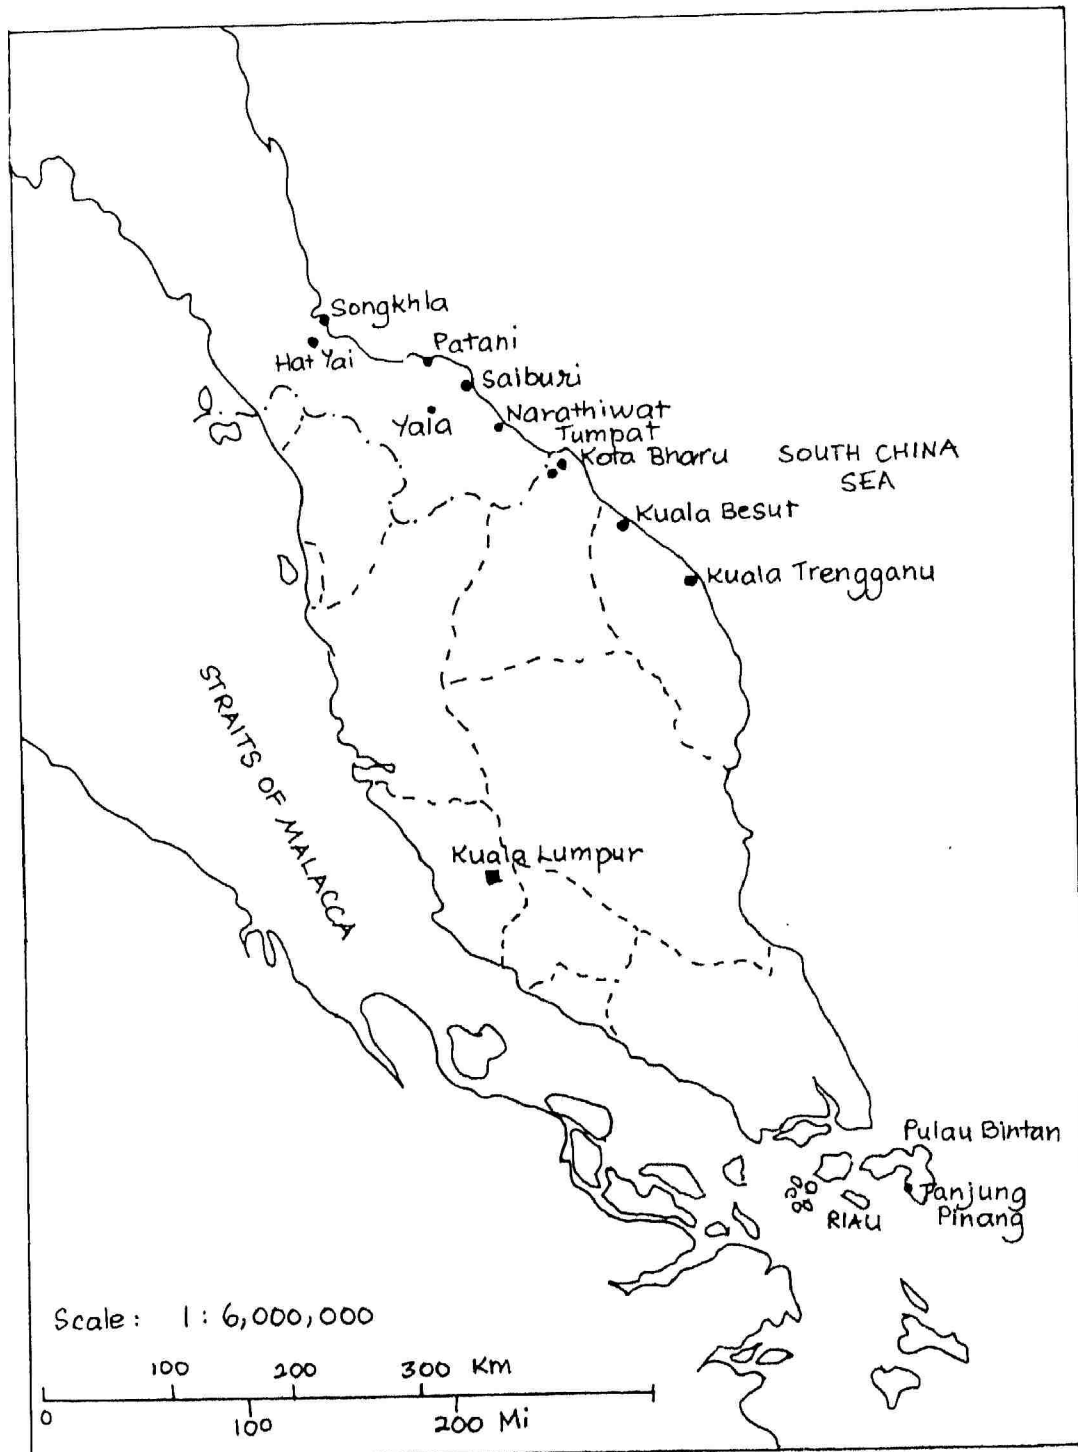 Songkhla
Hat Yai
Patani
Saiburi
Yala
Narathiwat
Tumpat
Kota Bharu
SOUTH CHINA
SEA
Kuala Besut
Kuala Trengganu
STRAITS OF MALACCA
Kuala Lumpur
Pulau Bintan
Tanjung
Pinang
RIAU
Scale: 1 : 6,000,000
100 200 300 Km
0 100 200 Mi